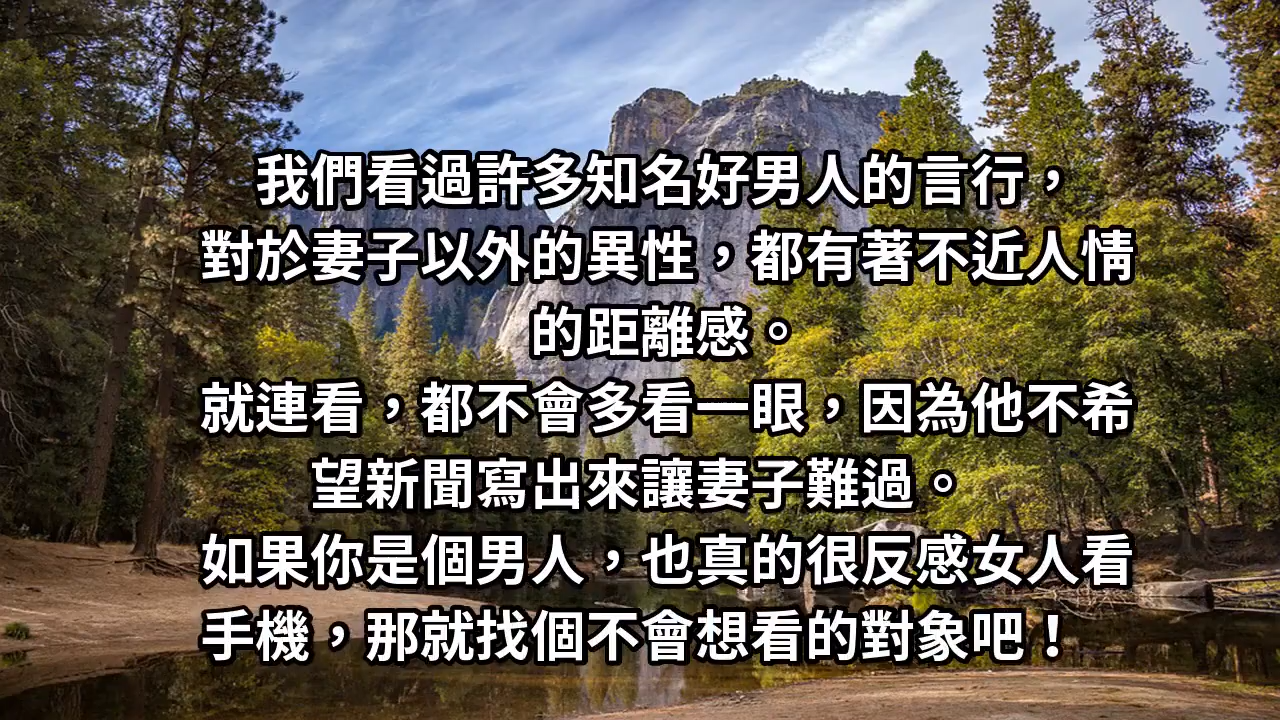 我們看過許多知名好男人的言行，
對於妻子以外的異性，都有著不近人情
的距離感。
就連看，都不會多看一眼，因為他不希
望新聞寫出來讓妻子難過。
如果你是個男人，也真的很反感女人看
手機，那就找個不會想看的對象吧！